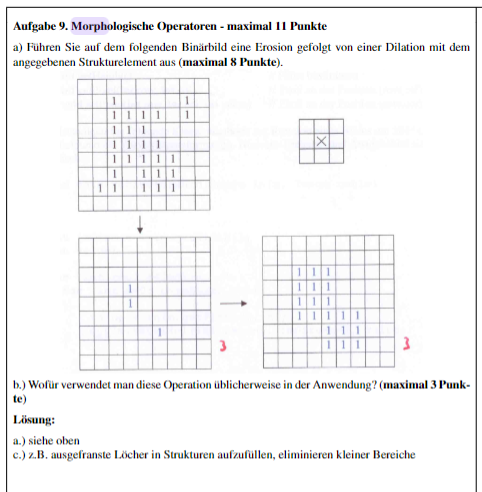 Aufgabe 9. Morphologische Operatoren - maximal 11 Punkte
a) Führen Sie auf dem folgenden Binärbild eine Erosion gefolgt von einer Dilation mit dem
angegebenen Strukturelement aus (maximal 8 Punkte).
1 1
1 1 1 1 1
1 1 1
1 1 1 1
1 1 1 1 1
1 1 1 1
1 1 1 1 1
×
1
1
1
3
1 1 1
1 1 1
1 1 1
1 1 1 1 1
1 1 1
1 1 1
3
b.) Wofür verwendet man diese Operation üblicherweise in der Anwendung? (maximal 3 Punk-
te)
Lösung:
a.) siehe oben
c.) z.B. ausgefranste Löcher in Strukturen aufzufüllen, eliminieren kleiner Bereiche